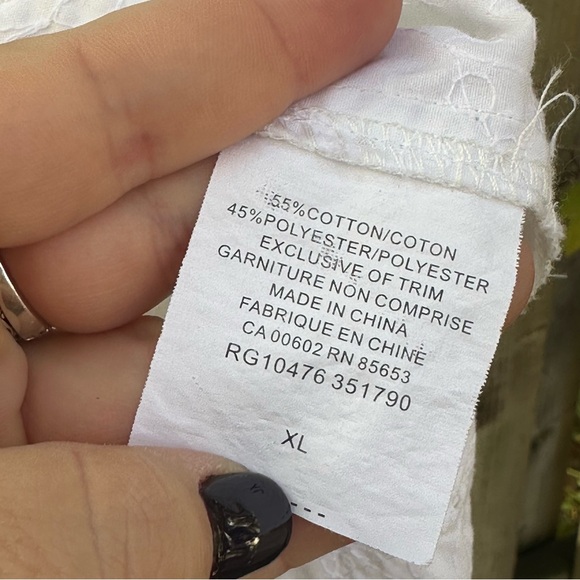 55%COTTON/COTON
45%POLYESTER/POLYESTER
EXCLUSIVE OF TRIM
GARNITURE NON COMPRISE
MADE IN CHINA
FABRIQUE EN CHINE
CA 00602 RN 85653
RG10476 351790
XL